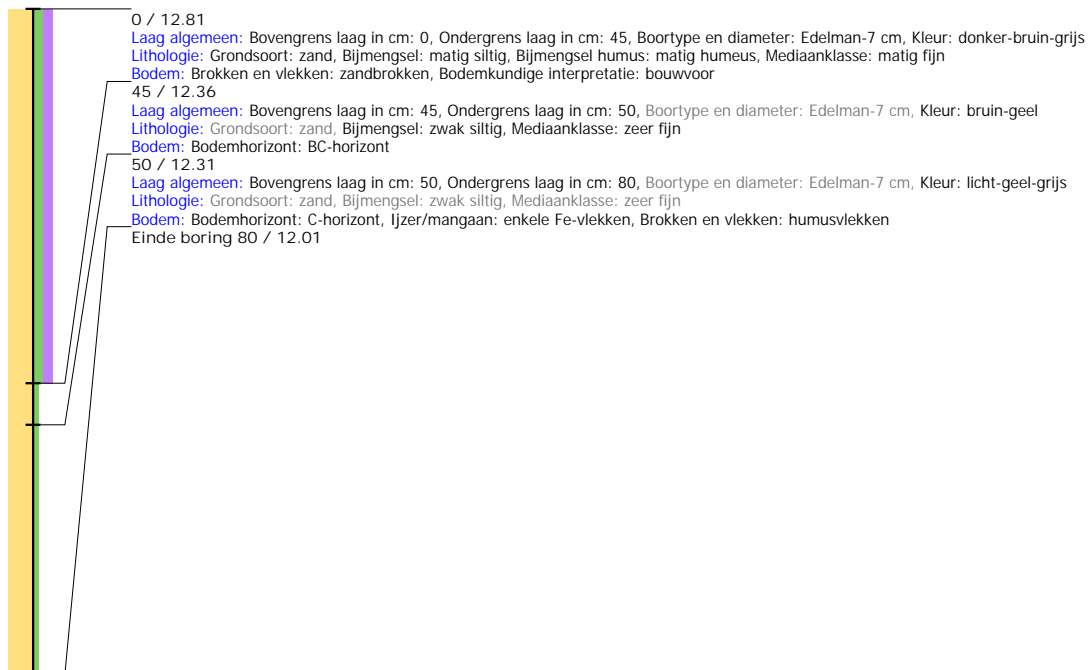 0 / 12.81
Laag algemeen: Bovengrens laag in cm: 0, Ondergrens laag in cm: 45, Boortype en diameter: Edelman-7 cm, Kleur: donker-bruin-grijs
Lithologie: Grondsoort: zand, Bijmengsel: matig siltig, Bijmengsel humus: matig humeus, Mediaanklasse: matig fijn
Bodem: Brokken en vlekken: zandbrokken, Bodemkundige interpretatie: bouwvoor
45 / 12.36
Laag algemeen: Bovengrens laag in cm: 45, Ondergrens laag in cm: 50, Boortype en diameter: Edelman-7 cm, Kleur: bruin-geel
Lithologie: Grondsoort: zand, Bijmengsel: zwak siltig, Mediaanklasse: zeer fijn
Bodem: Bodemhorizont: BC-horizont
50 / 12.31
Laag algemeen: Bovengrens laag in cm: 50, Ondergrens laag in cm: 80, Boortype en diameter: Edelman-7 cm, Kleur: licht-geel-grijs
Lithologie: Grondsoort: zand, Bijmengsel: zwak siltig, Mediaanklasse: zeer fijn
Bodem: Bodemhorizont: C-horizont, Ijzer/mangaan: enkele Fe-vlekken, Brokken en vlekken: humusvlekken
Einde boring 80 / 12.01